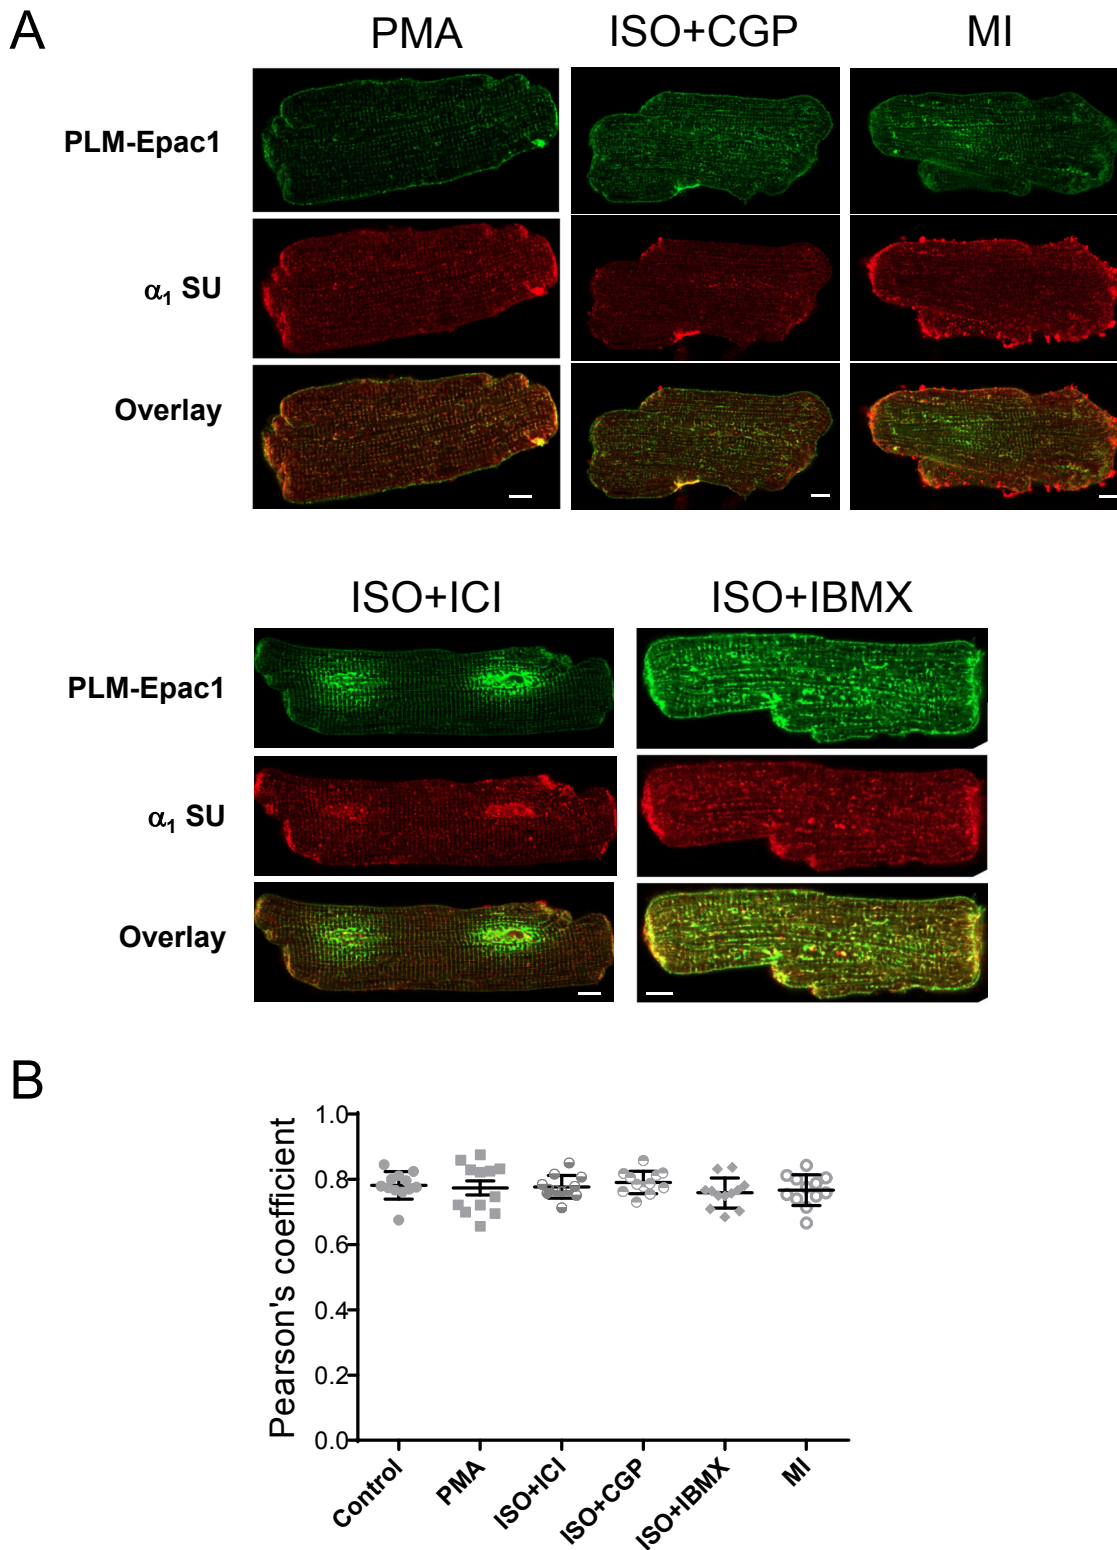 A
PMA ISO+CGP MI
PLM-Epac1
α1 SU
Overlay
ISO+ICI ISO+IBMX
PLM-Epac1
α1 SU
Overlay
B
Pearson's coefficient
1.0
0.8
0.6
0.4
0.2
0.0
Control PMA ISO+ICI ISO+CGP ISO+IBMX MI